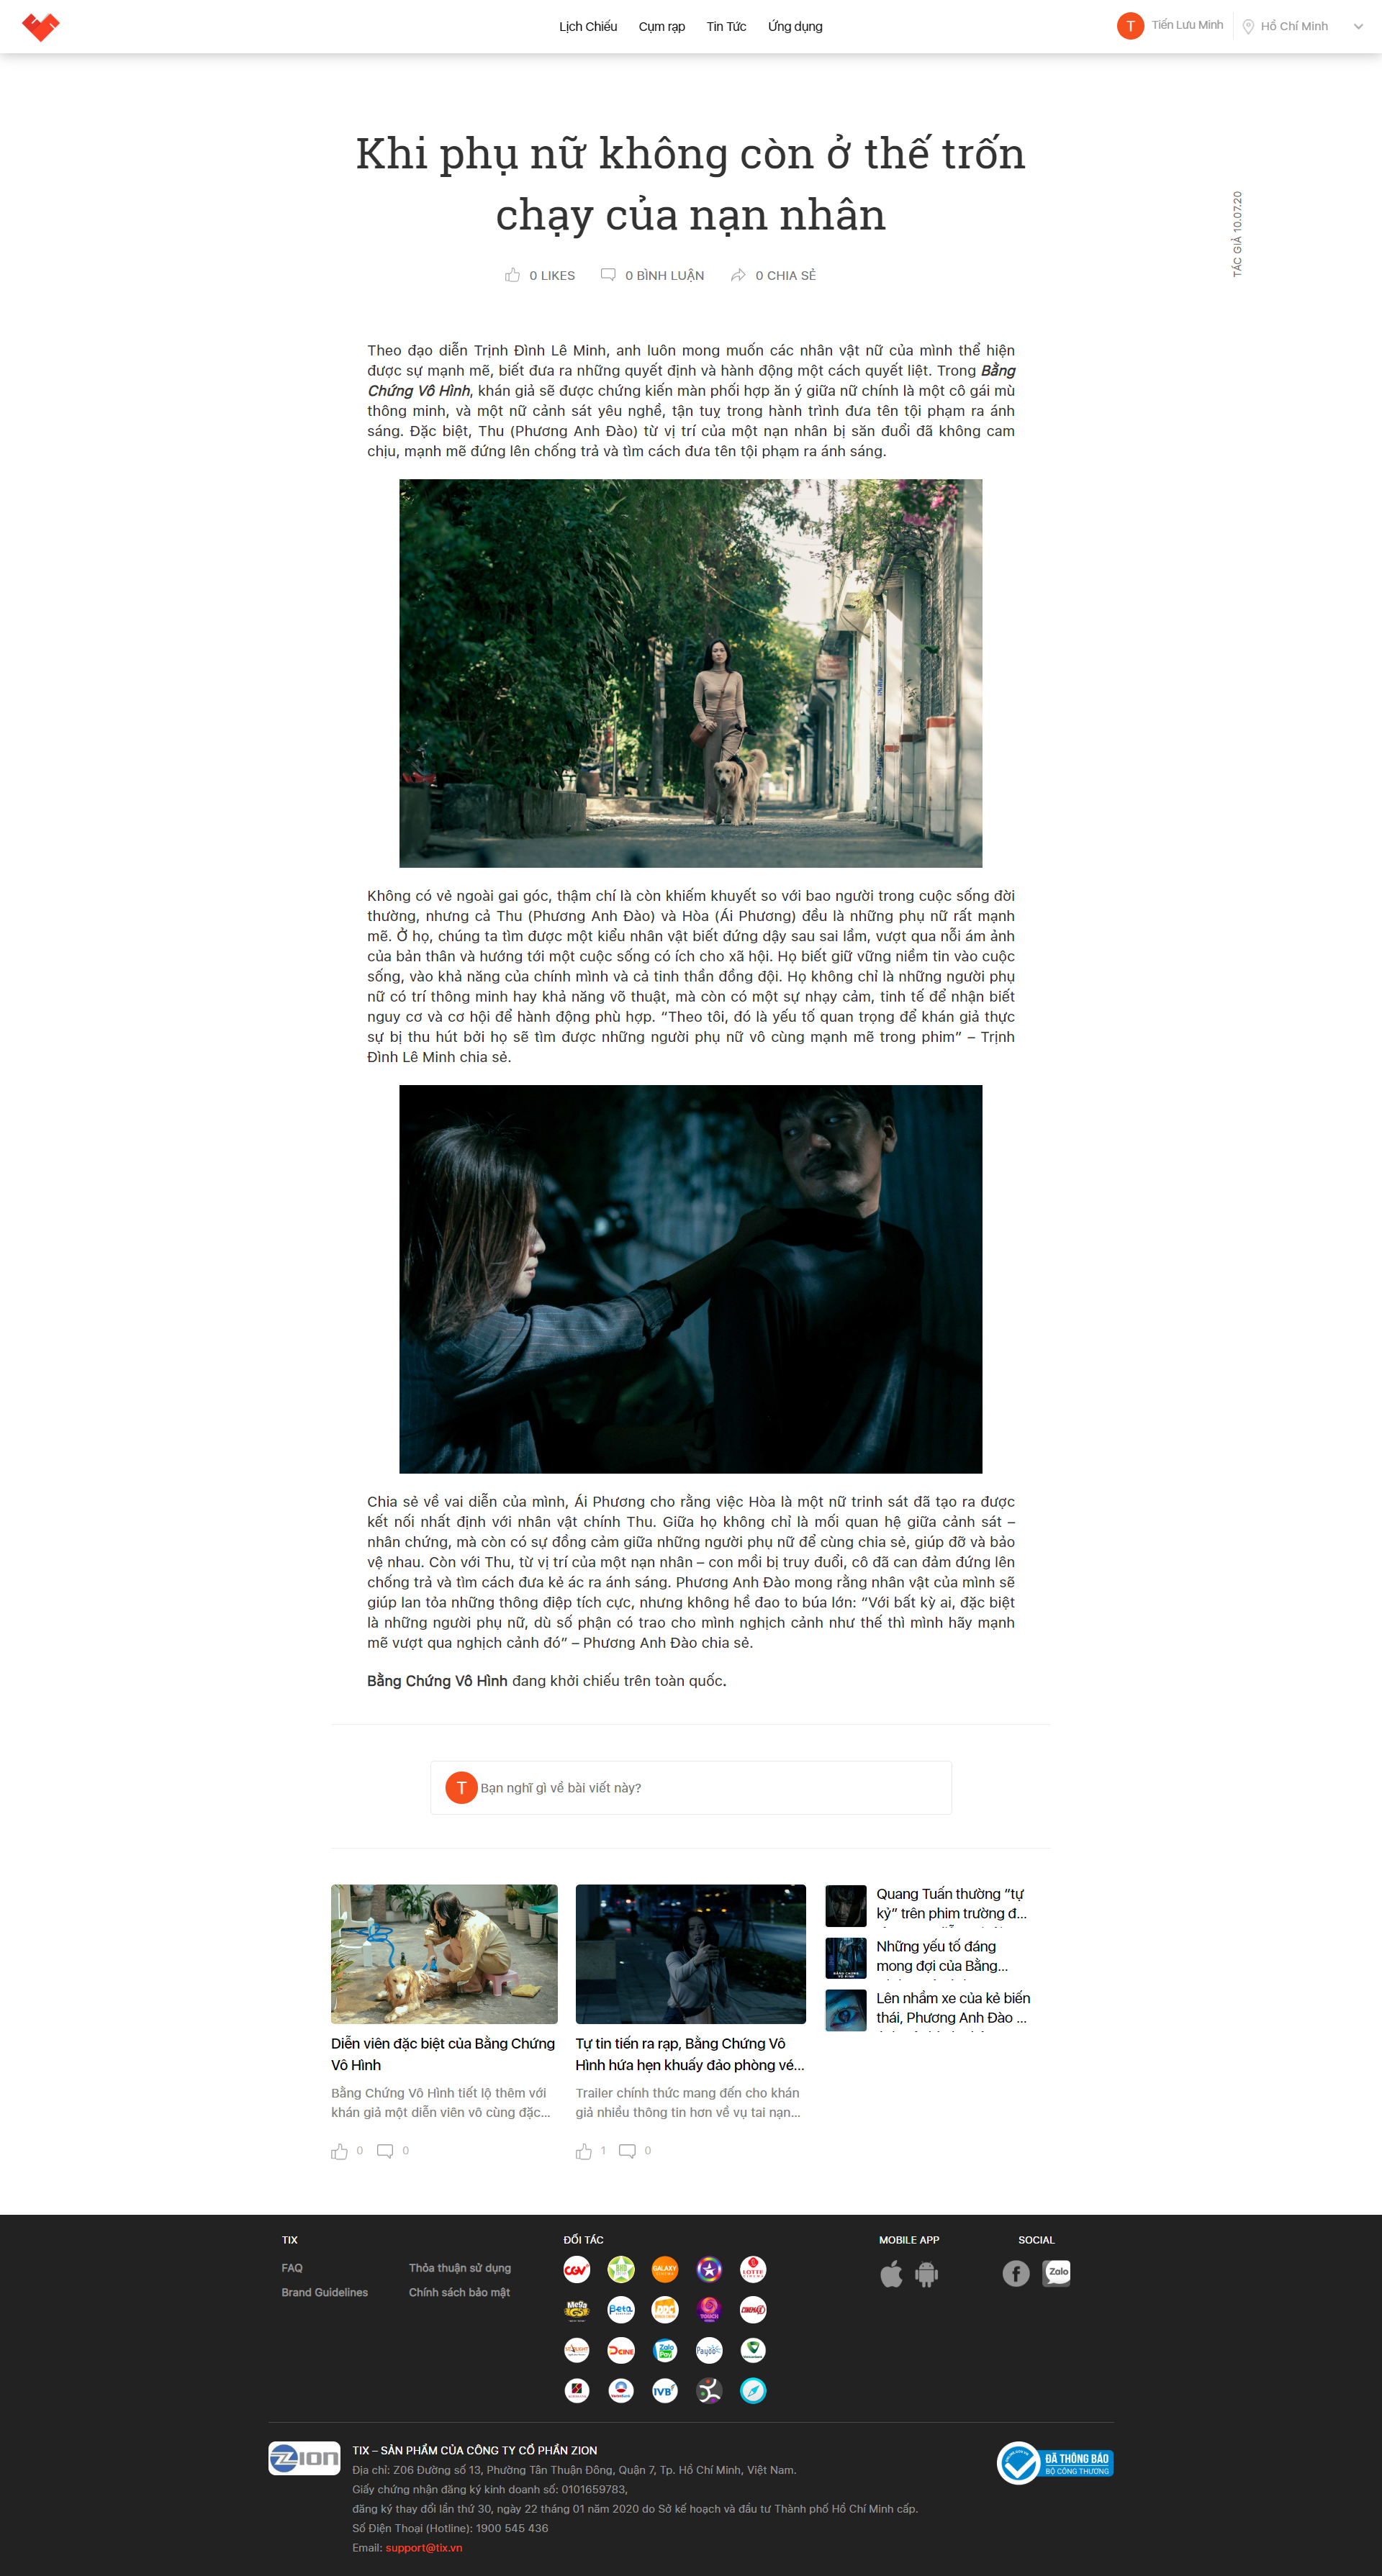 Lịch Chiếu Cụm rạp Tin Tức Ứng dụng
T Tiến Lưu Minh Hồ Chí Minh
Khi phụ nữ không còn ở thế trốn
chạy của nạn nhân
TÁC GIẢ 10.07.20
0 LIKES 0 BÌNH LUẬN 0 CHIA SẺ
Theo đạo diễn Trịnh Đình Lê Minh, anh luôn mong muốn các nhân vật nữ của mình thể hiện
được sự mạnh mẽ, biết đưa ra những quyết định và hành động một cách quyết liệt. Trong Bằng
Chứng Vô Hình, khán giả sẽ được chứng kiến màn phối hợp ăn ý giữa nữ chính là một cô gái mù
thông minh, và một nữ cảnh sát yêu nghề, tận tuỵ trong hành trình đưa tên tội phạm ra ánh
sáng. Đặc biệt, Thu (Phương Anh Đào) từ vị trí của một nạn nhân bị săn đuổi đã không cam
chịu, mạnh mẽ đứng lên chống trả và tìm cách đưa tên tội phạm ra ánh sáng.
Không có vẻ ngoài gai góc, thậm chí là còn khiếm khuyết so với bao người trong cuộc sống đời
thường, nhưng cả Thu (Phương Anh Đào) và Hòa (Ái Phương) đều là những phụ nữ rất mạnh
mẽ. Ở họ, chúng ta tìm được một kiểu nhân vật biết đứng dậy sau sai lầm, vượt qua nỗi ám ảnh
của bản thân và hướng tới một cuộc sống có ích cho xã hội. Họ biết giữ vững niềm tin vào cuộc
sống, vào khả năng của chính mình và cả tinh thần đồng đội. Họ không chỉ là những người phụ
nữ có trí thông minh hay khả năng võ thuật, mà còn có một sự nhạy cảm, tinh tế để nhận biết
nguy cơ và cơ hội để hành động phù hợp. “Theo tôi, đó là yếu tố quan trọng để khán giả thực
sự bị thu hút bởi họ sẽ tìm được những người phụ nữ vô cùng mạnh mẽ trong phim” – Trịnh
Đình Lê Minh chia sẻ.
Chia sẻ về vai diễn của mình, Ái Phương cho rằng việc Hòa là một nữ trinh sát đã tạo ra được
kết nối nhất định với nhân vật chính Thu. Giữa họ không chỉ là mối quan hệ giữa cảnh sát –
nhân chứng, mà còn có sự đồng cảm giữa những người phụ nữ để cùng chia sẻ, giúp đỡ và bảo
vệ nhau. Còn với Thu, từ vị trí của một nạn nhân – con mồi bị truy đuổi, cô đã can đảm đứng lên
chống trả và tìm cách đưa kẻ ác ra ánh sáng. Phương Anh Đào mong rằng nhân vật của mình sẽ
giúp lan tỏa những thông điệp tích cực, nhưng không hề đao to búa lớn: “Với bất kỳ ai, đặc biệt
là những người phụ nữ, dù số phận có trao cho mình nghịch cảnh như thế thì mình hãy mạnh
mẽ vượt qua nghịch cảnh đó” – Phương Anh Đào chia sẻ.
Bằng Chứng Vô Hình đang khởi chiếu trên toàn quốc.
T Bạn nghĩ gì về bài viết này?
Diễn viên đặc biệt của Bằng Chứng
Vô Hình
Bằng Chứng Vô Hình tiết lộ thêm với
khán giả một diễn viên vô cùng đặc...
0 0
Tự tin tiến ra rạp, Bằng Chứng Vô
Hình hứa hẹn khuấy đảo phòng vé...
Trailer chính thức mang đến cho khán
giả nhiều thông tin hơn về vụ tai nạn...
1 0
Quang Tuấn thường “tự
kỷ” trên phim trường đ...
Những yếu tố đáng
mong đợi của Bằng...
Lên nhầm xe của kẻ biến
thái, Phương Anh Đào ...
TIX
FAQ
Brand Guidelines
Thỏa thuận sử dụng
Chính sách bảo mật
ĐỐI TÁC
CGV BHD GALAXY LOTTE
Mega GS Beta DDC TOUCH CINEMAX
STARLIGHT DCINE Zalo Pay Payoo
IVB
MOBILE APP
SOCIAL
Zalo
ZION
TIX – SẢN PHẨM CỦA CÔNG TY CỔ PHẦN ZION
Địa chỉ: Z06 Đường số 13, Phường Tân Thuận Đông, Quận 7, Tp. Hồ Chí Minh, Việt Nam.
Giấy chứng nhận đăng ký kinh doanh số: 0101659783,
đăng ký thay đổi lần thứ 30, ngày 22 tháng 01 năm 2020 do Sở kế hoạch và đầu tư Thành phố Hồ Chí Minh cấp.
Số Điện Thoại (Hotline): 1900 545 436
Email: support@tix.vn
ĐÃ THÔNG BÁO
BỘ CÔNG THƯƠNG